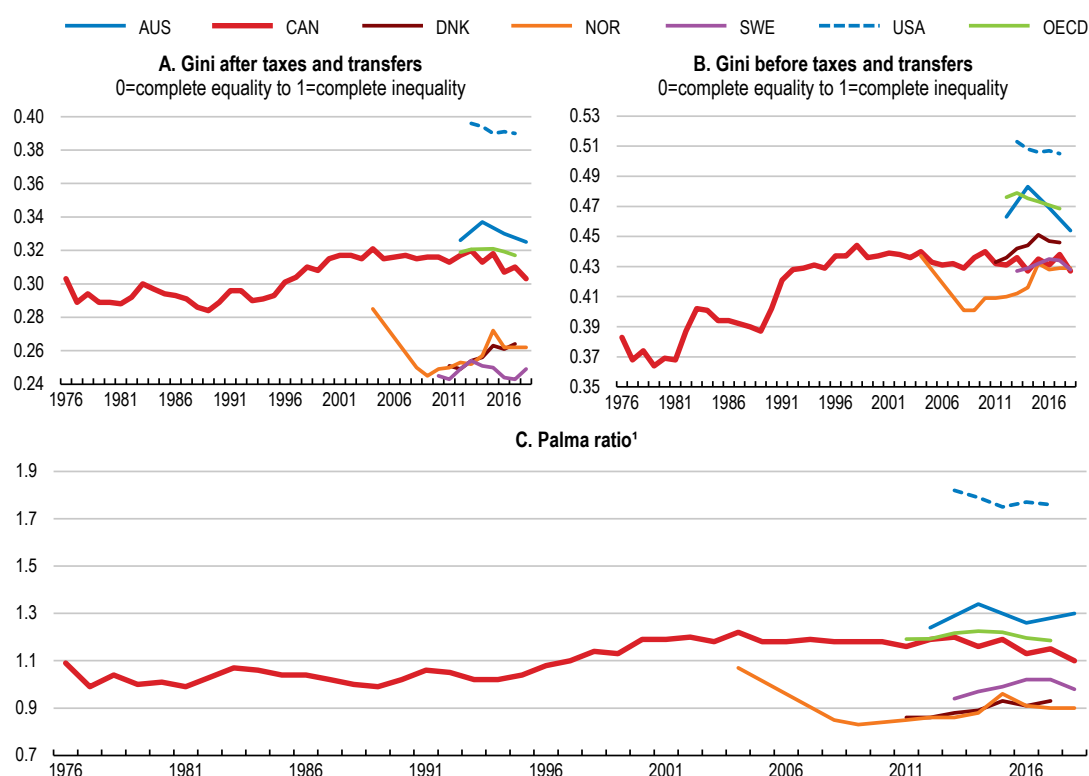 AUS CAN DNK NOR SWE USA OECD
A. Gini after taxes and transfers
0=complete equality to 1=complete inequality
0.40
0.38
0.36
0.34
0.32
0.30
0.28
0.26
0.24
1976 1981 1986 1991 1996 2001 2006 2011 2016
B. Gini before taxes and transfers
0=complete equality to 1=complete inequality
0.53
0.51
0.49
0.47
0.45
0.43
0.41
0.39
0.37
0.35
1976 1981 1986 1991 1996 2001 2006 2011 2016
C. Palma ratio¹
1.9
1.7
1.5
1.3
1.1
0.9
0.7
1976 1981 1986 1991 1996 2001 2006 2011 2016